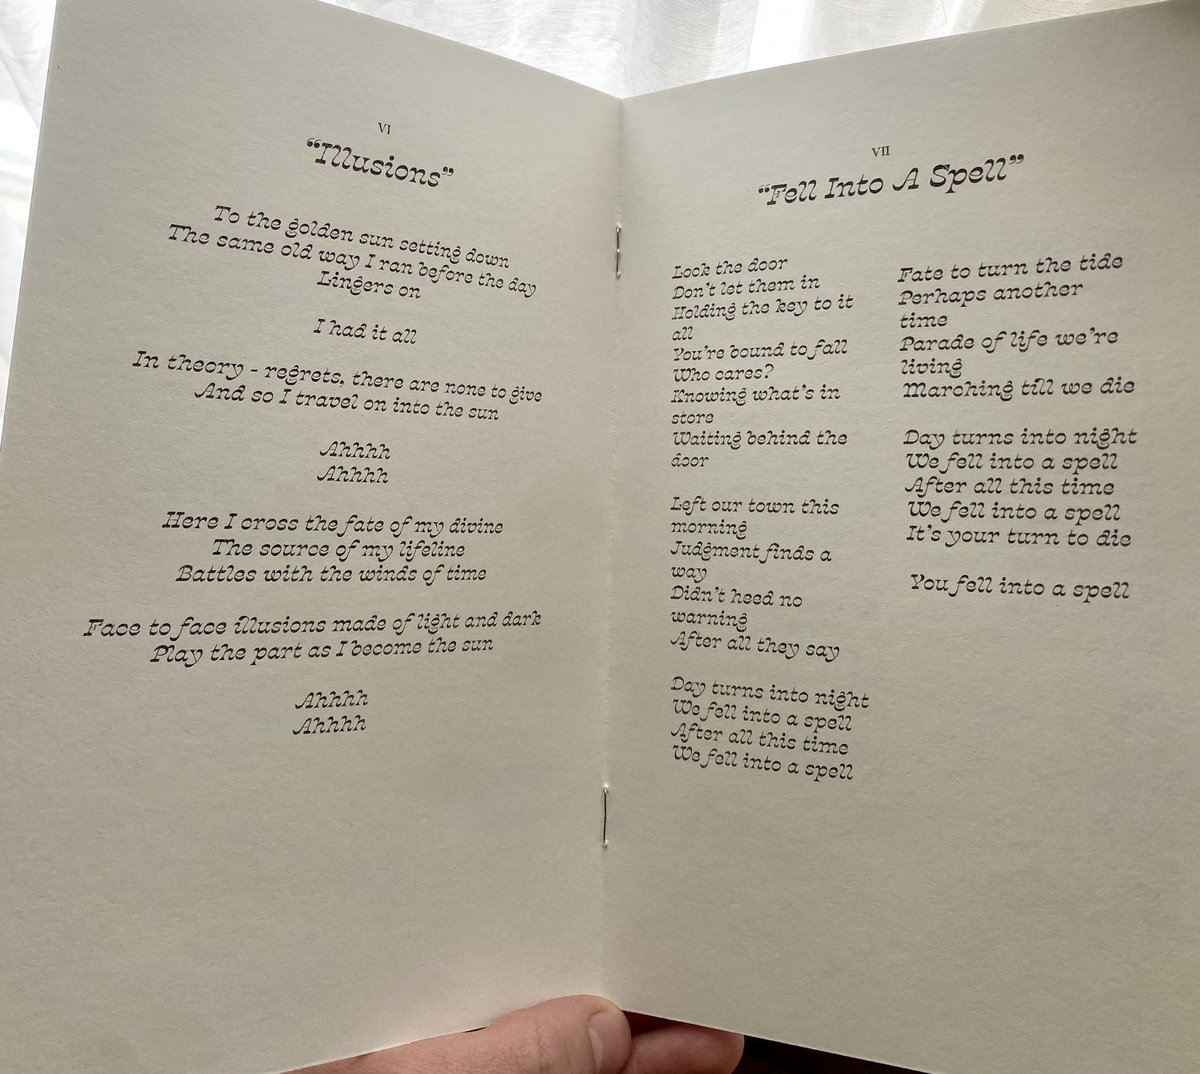 VI
“Illusions”
To the golden sun setting down
The same old way I ran before the day
Lingers on
I had it all
In theory - regrets, there are none to give
And so I travel on into the sun
Ahhhh
Ahhhh
Here I cross the fate of my divine
The source of my lifeline
Battles with the winds of time
Face to face illusions made of light and dark
Play the part as I become the sun
Ahhhh
Ahhhh
VII
“Fell Into A Spell”
Lock the door
Don’t let them in
Holding the key to it
all
You’re bound to fall
Who cares?
Knowing what’s in
store
Waiting behind the
door
Left our town this
morning
Judgment finds a
way
Didn’t heed no
warning
After all they say
Day turns into night
We fell into a spell
After all this time
We fell into a spell
Fate to turn the tide
Perhaps another
time
Parade of life we’re
living
Marching till we die
Day turns into night
We fell into a spell
After all this time
We fell into a spell
It’s your turn to die
You fell into a spell